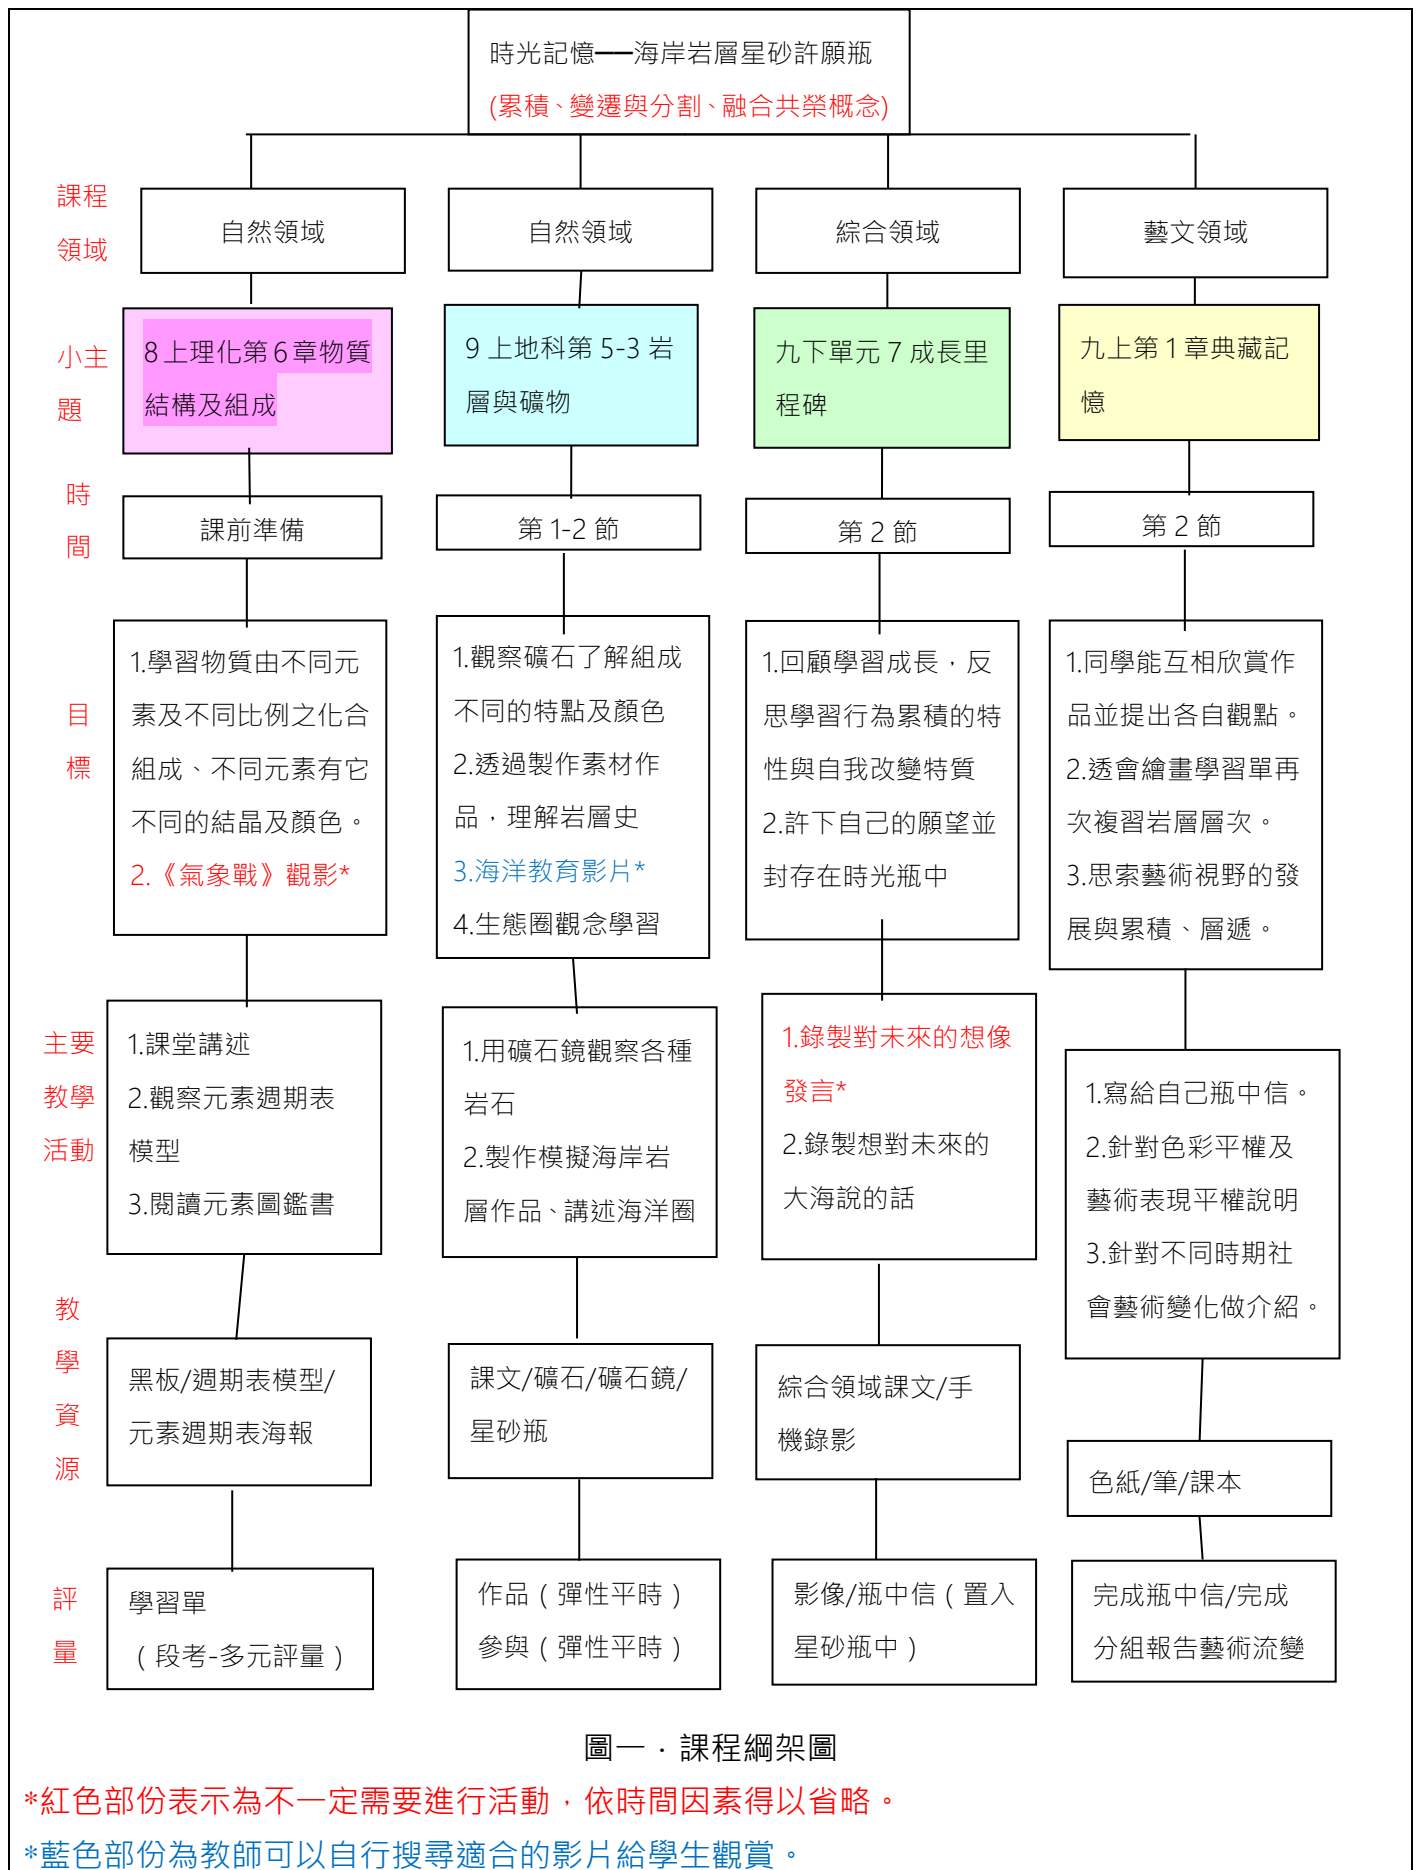 時光記憶──海岸岩層星砂許願瓶
(累積、變遷與分割、融合共榮概念)
課程
領域
自然領域
自然領域
綜合領域
藝文領域
小主
題
8上理化第6章物質
結構及組成
9 上地科第 5-3 岩
層與礦物
九下單元 7 成長里
程碑
九上第1章典藏記
憶
時
間
課前準備
第 1-2 節
第 2 節
第 2 節
目
標
1.學習物質由不同元
素及不同比例之化合
組成、不同元素有它
不同的結晶及顏色。
2.《氣象戰》觀影*
1.觀察礦石了解組成
不同的特點及顏色
2.透過製作素材作
品，理解岩層史
3.海洋教育影片*
4.生態圈觀念學習
1.回顧學習成長，反
思學習行為累積的特
性與自我改變特質
2.許下自己的願望並
封存在時光瓶中
1.同學能互相欣賞作
品並提出各自觀點。
2.透會繪畫學習單再
次複習岩層層次。
3.思索藝術視野的發
展與累積、層遞。
主要
教學
活動
1.課堂講述
2.觀察元素週期表
模型
3.閱讀元素圖鑑書
1.用礦石鏡觀察各種
岩石
2.製作模擬海岸岩
層作品、講述海洋圈
1.錄製對未來的想像
發言*
2.錄製想對未來的
大海說的話
1.寫給自己瓶中信。
2.針對色彩平權及
藝術表現平權說明
3.針對不同時期社
會藝術變化做介紹。
教
學
資
源
黑板/週期表模型/
元素週期表海報
課文/礦石/礦石鏡/
星砂瓶
綜合領域課文/手
機錄影
色紙/筆/課本
評
量
學習單
（段考-多元評量）
作品（彈性平時）
參與（彈性平時）
影像/瓶中信（置入
星砂瓶中）
完成瓶中信/完成
分組報告藝術流變
圖一．課程綱架圖
*紅色部份表示為不一定需要進行活動，依時間因素得以省略。
*藍色部份為教師可以自行搜尋適合的影片給學生觀賞。